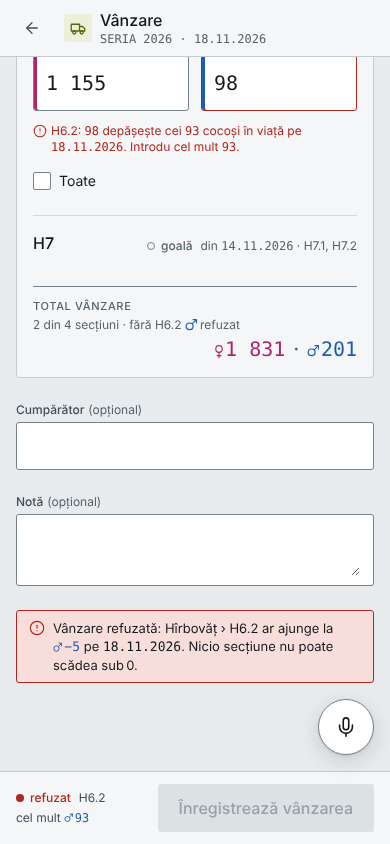 Vânzare
SERIA 2026 · 18.11.2026
1 155
98
H6.2: 98 depășește cei 93 cocoși în viață pe
18.11.2026. Introdu cel mult 93.
Toate
H7
goală din 14.11.2026 · H7.1, H7.2
TOTAL VÂNZARE
2 din 4 secțiuni · fără H6.2 ♂ refuzat
♀1 831 · ♂201
Cumpărător (opțional)
Notă (opțional)
Vânzare refuzată: Hîrbovăț › H6.2 ar ajunge la
♂−5 pe 18.11.2026. Nicio secțiune nu poate
scădea sub 0.
refuzat H6.2
cel mult ♂93
Înregistrează vânzarea